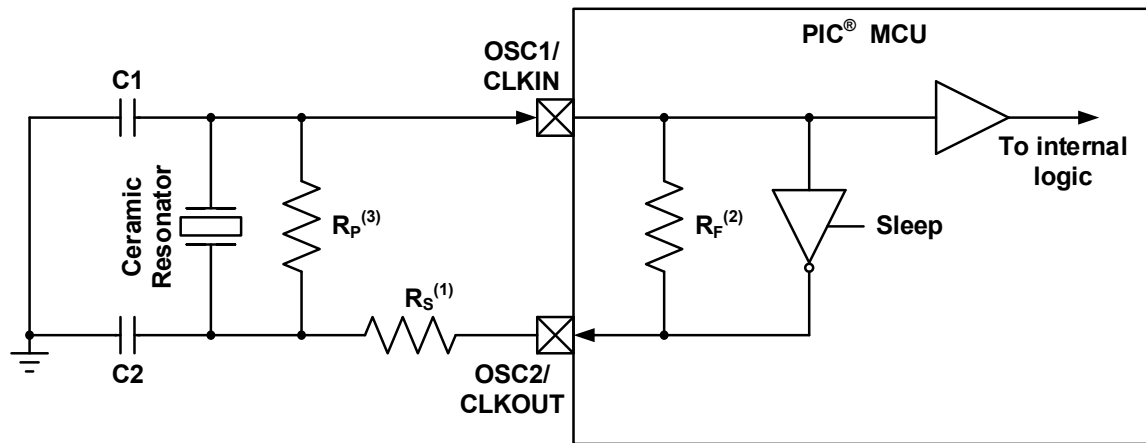 PIC® MCU
OSC1/
CLKIN
C1
To internal
logic
Ceramic
Resonator
RP(3)
RF(2)
Sleep
RS(1)
C2
OSC2/
CLKOUT